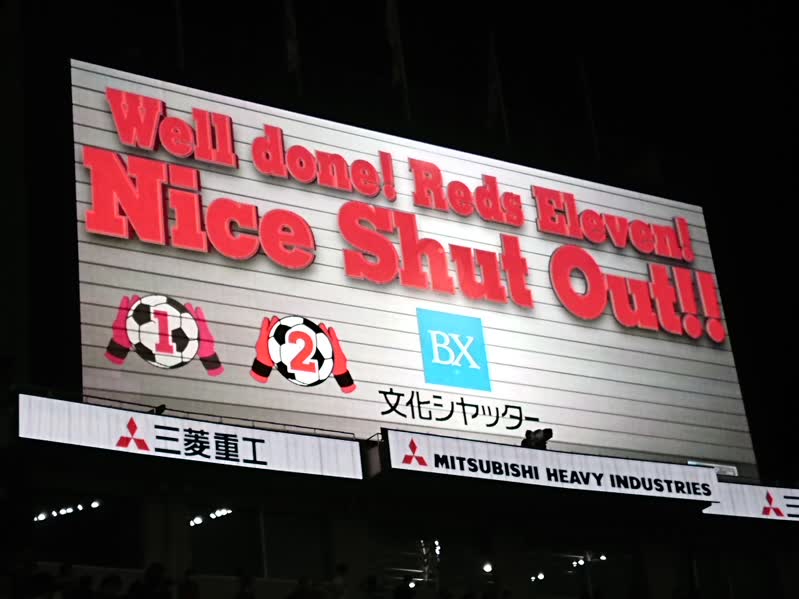 Well done! Reds Eleven!
Nice Shut Out!!
1
2
BX
文化シヤッター
三菱重工
MITSUBISHI HEAVY INDUSTRIES
三